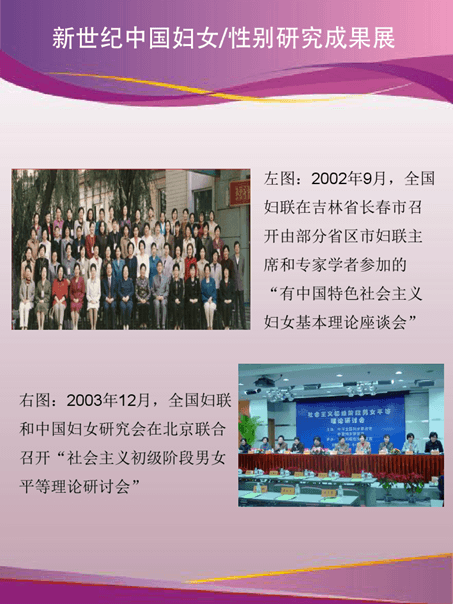 新世纪中国妇女/性别研究成果展
左图：2002年9月，全国
妇联在吉林省长春市召
开由部分省区市妇联主
席和专家学者参加的
“有中国特色社会主义
妇女基本理论座谈会”
右图：2003年12月，全国妇联
和中国妇女研究会在北京联合
召开“社会主义初级阶段男女
平等理论研讨会”
社会主义初级阶段男女平等
理论研讨会